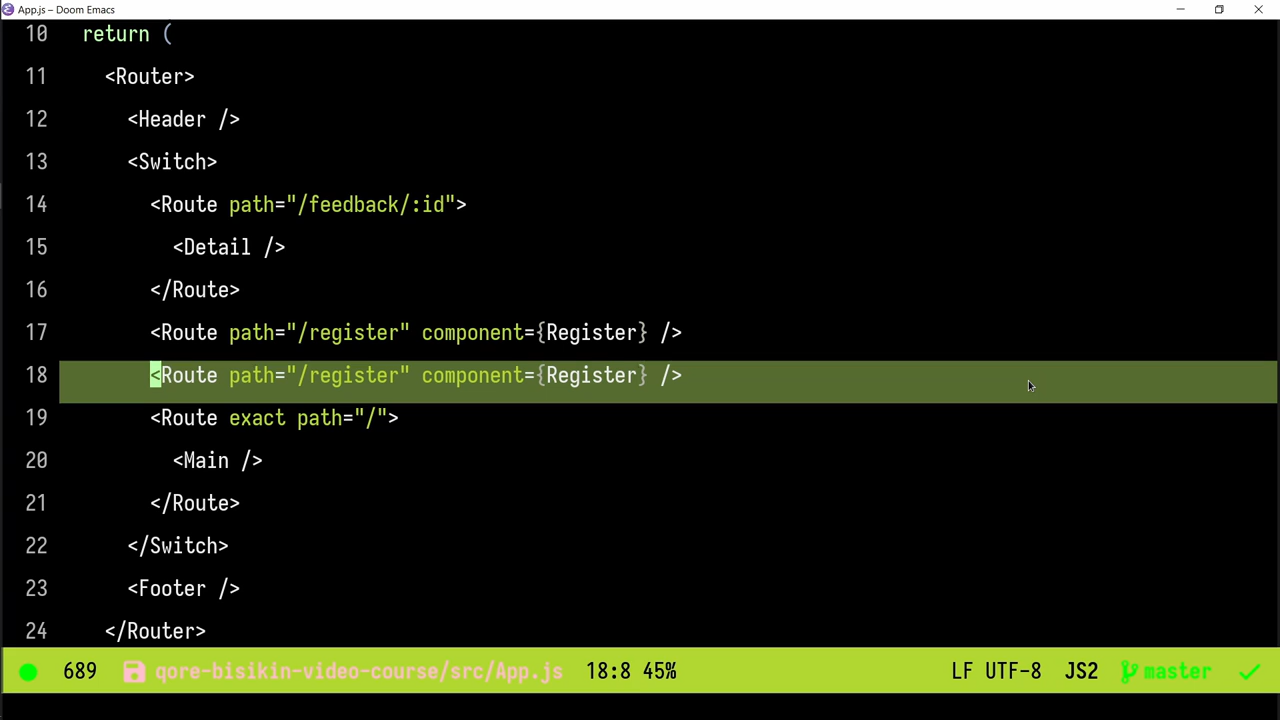 App.js – Doom Emacs
10 return (
11 <Router>
12 <Header />
13 <Switch>
14 <Route path="/feedback/:id">
15 <Detail />
16 </Route>
17 <Route path="/register" component={Register} />
18 <Route path="/register" component={Register} />
19 <Route exact path="/">
20 <Main />
21 </Route>
22 </Switch>
23 <Footer />
24 </Router>
689 qore-bisikin-video-course/src/App.js 18:8 45% LF UTF-8 JS2 master